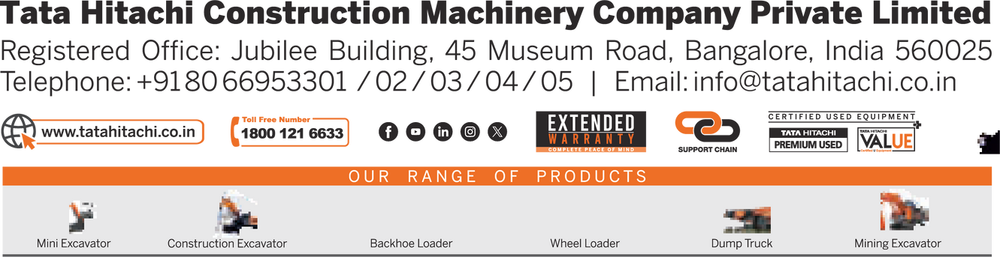 Tata Hitachi Construction Machinery Company Private Limited
Registered Office: Jubilee Building, 45 Museum Road, Bangalore, India 560025
Telephone: +91 80 66953301 / 02 / 03 / 04 / 05 | Email: info@tatahitachi.co.in
www.tatahitachi.co.in
Toll Free Number
1800 121 6633
EXTENDED
WARRANTY
COMPLETE PEACE OF MIND
SUPPORT CHAIN
CERTIFIED USED EQUIPMENT
TATA HITACHI
PREMIUM USED
TATA HITACHI
VALUE+
Certified U Equipment
OUR RANGE OF PRODUCTS
Mini Excavator Construction Excavator Backhoe Loader Wheel Loader Dump Truck Mining Excavator